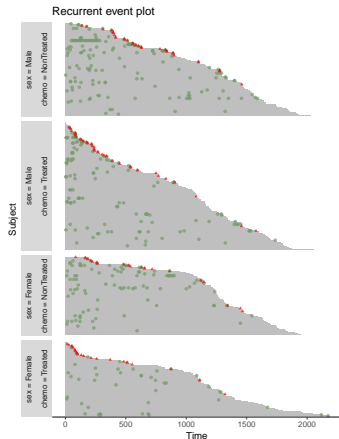 Recurrent event plot
Subject
sex = Male
chemo = NonTreated
sex = Male
chemo = Treated
sex = Female
chemo = NonTreated
sex = Female
chemo = Treated
0 500 1000 1500 2000
Time